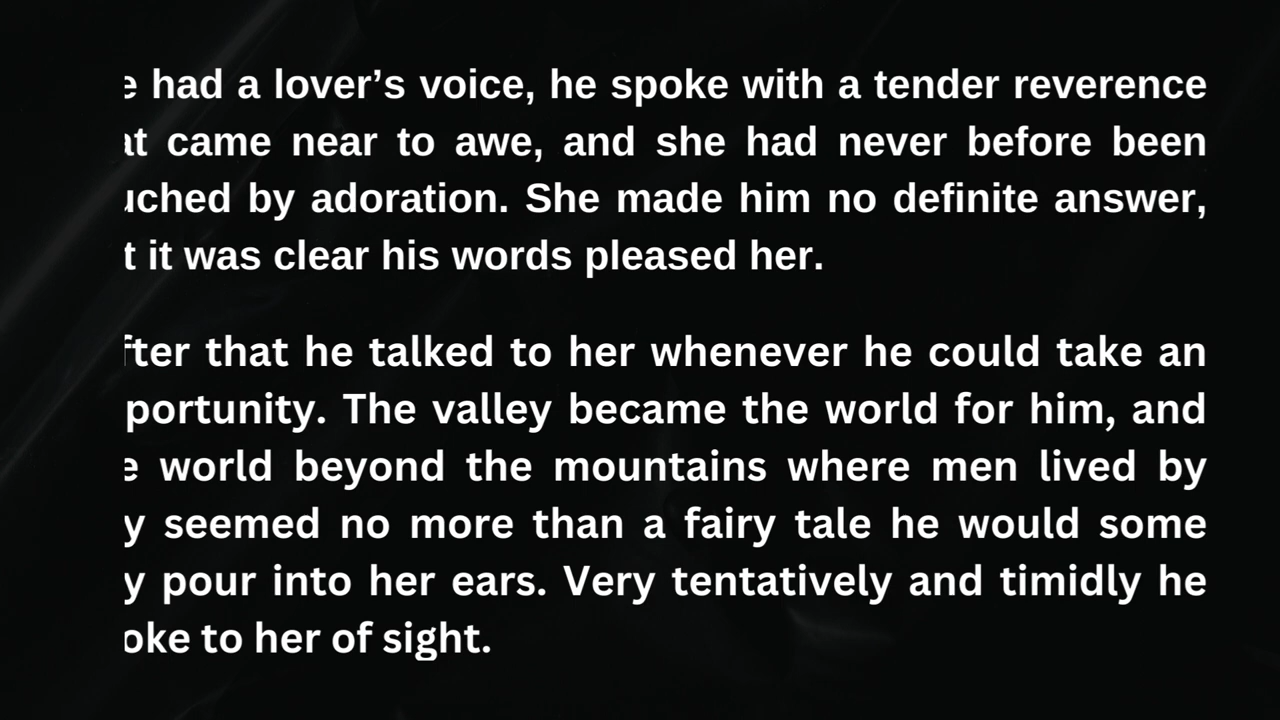 had a lover’s voice, he spoke with a tender reverence
came near to awe, and she had never before been
by adoration. She made him no definite answer,
it was clear his words pleased her.
that he talked to her whenever he could take an
The valley became the world for him, and
world beyond the mountains where men lived by
seemed no more than a fairy tale he would some
pour into her ears. Very tentatively and timidly he
to her of sight.